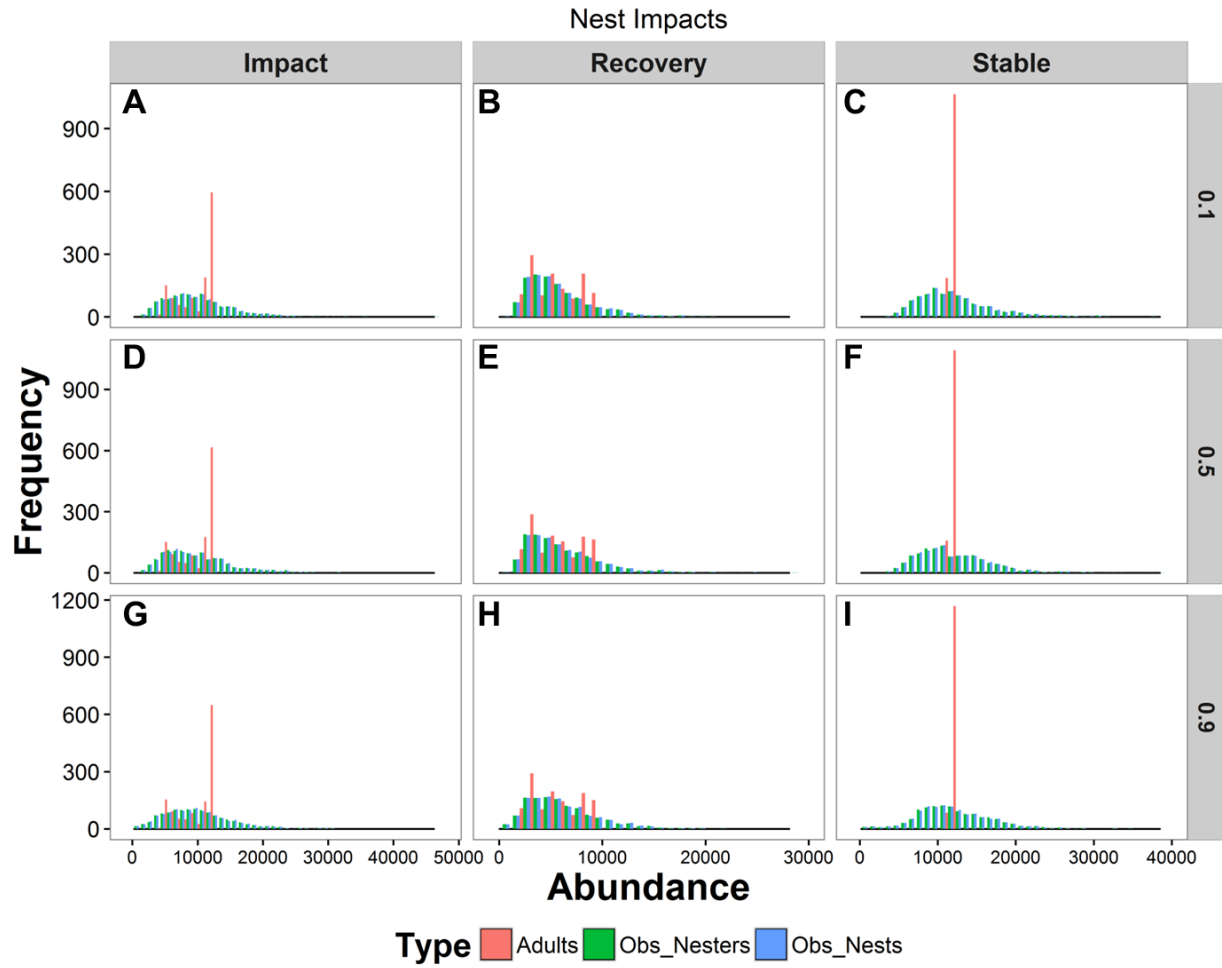 Nest Impacts
Impact Recovery Stable
A B C
900
600
300
0
0.1
D E F
900
600
300
0
0.5
G H I
1200
900
600
300
0
0.9
Frequency
0 10000 20000 30000 40000 50000 0 10000 20000 30000 0 10000 20000 30000 40000
Abundance
Type Adults Obs_Nesters Obs_Nests